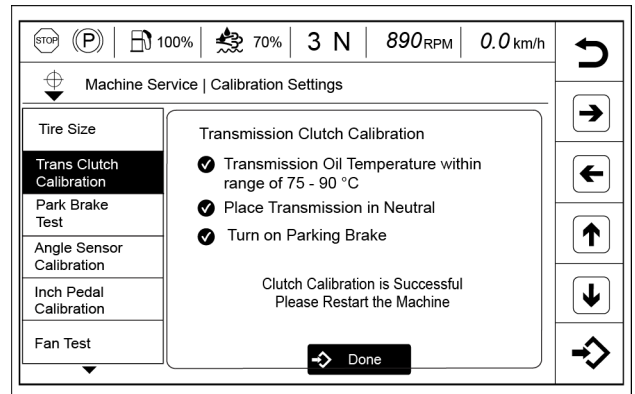 STOP (P) 100% 70% 3 N 890RPM 0.0 km/h
Machine Service | Calibration Settings
Tire Size
Trans Clutch
Calibration
Park Brake
Test
Angle Sensor
Calibration
Inch Pedal
Calibration
Fan Test
Transmission Clutch Calibration
Transmission Oil Temperature within
range of 75 - 90 °C
Place Transmission in Neutral
Turn on Parking Brake
Clutch Calibration is Successful
Please Restart the Machine
Done